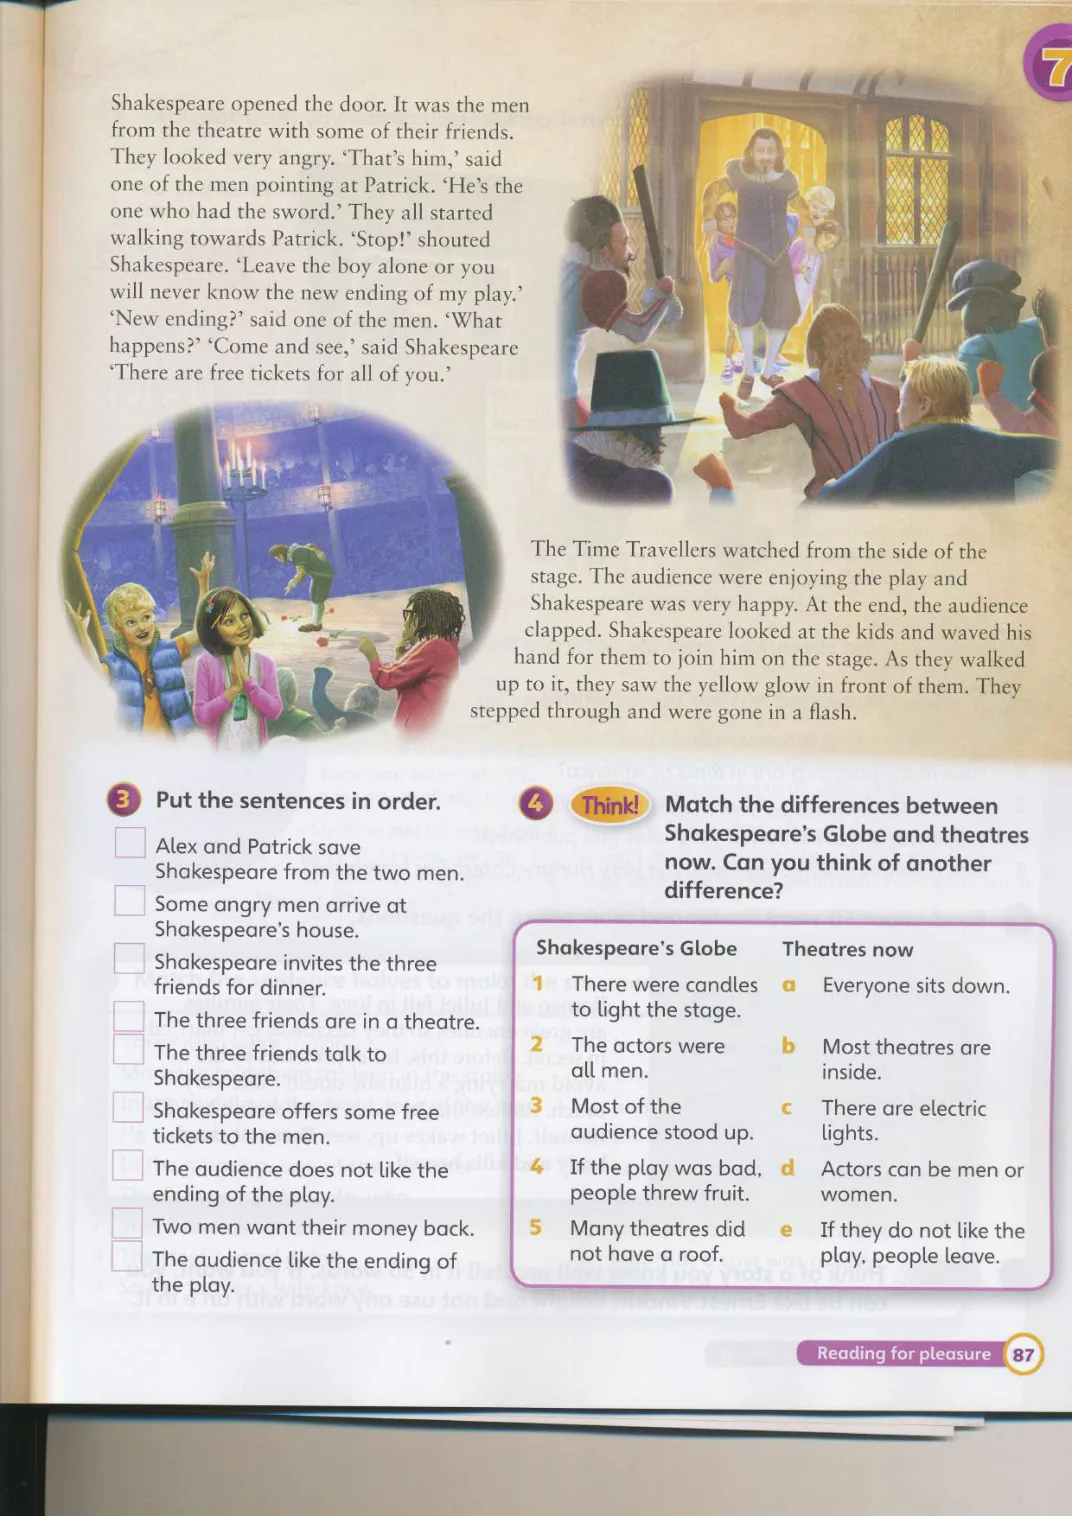 7
Shakespeare opened the door. It was the men
from the theatre with some of their friends.
They looked very angry. ‘That’s him,’ said
one of the men pointing at Patrick. ‘He’s the
one who had the sword.’ They all started
walking towards Patrick. ‘Stop!’ shouted
Shakespeare. ‘Leave the boy alone or you
will never know the new ending of my play.’
‘New ending?’ said one of the men. ‘What
happens?’ ‘Come and see,’ said Shakespeare
‘There are free tickets for all of you.’
The Time Travellers watched from the side of the
stage. The audience were enjoying the play and
Shakespeare was very happy. At the end, the audience
clapped. Shakespeare looked at the kids and waved his
hand for them to join him on the stage. As they walked
up to it, they saw the yellow glow in front of them. They
stepped through and were gone in a flash.
3 Put the sentences in order.
Alex and Patrick save
Shakespeare from the two men.
Some angry men arrive at
Shakespeare’s house.
Shakespeare invites the three
friends for dinner.
The three friends are in a theatre.
The three friends talk to
Shakespeare.
Shakespeare offers some free
tickets to the men.
The audience does not like the
ending of the play.
Two men want their money back.
The audience like the ending of
the play.
4 Think! Match the differences between
Shakespeare’s Globe and theatres
now. Can you think of another
difference?
Shakespeare’s Globe Theatres now
1 There were candles a Everyone sits down.
to light the stage.
2 The actors were b Most theatres are
all men. inside.
3 Most of the c There are electric
audience stood up. lights.
4 If the play was bad, d Actors can be men or
people threw fruit. women.
5 Many theatres did e If they do not like the
not have a roof. play, people leave.
Reading for pleasure 87